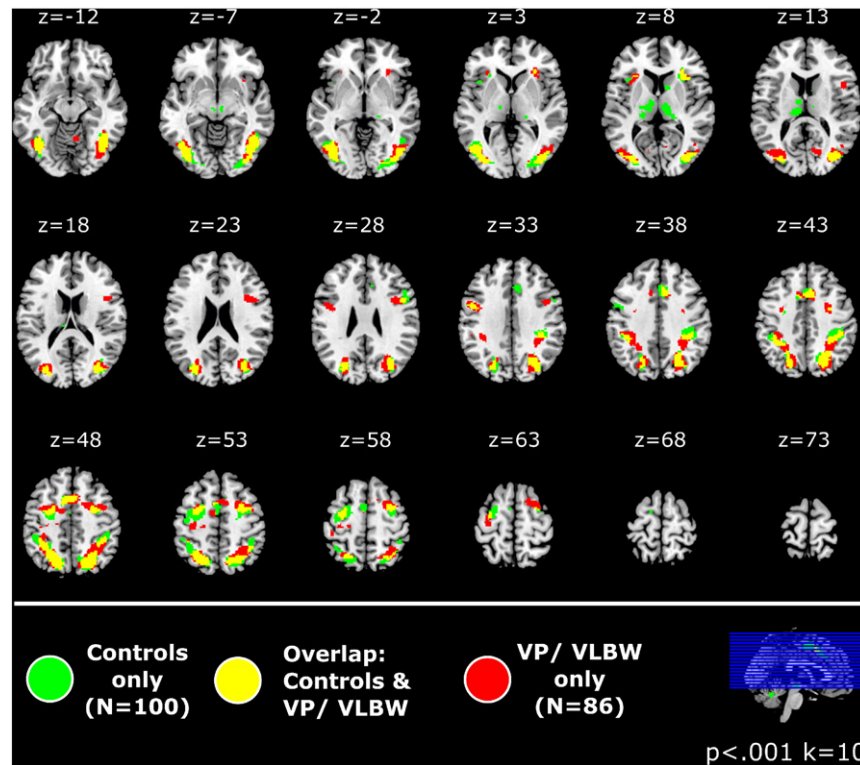 z=-12 z=-7 z=-2 z=3 z=8 z=13
z=18 z=23 z=28 z=33 z=38 z=43
z=48 z=53 z=58 z=63 z=68 z=73
Controls
only
(N=100)
Overlap:
Controls &
VP/ VLBW
VP/ VLBW
only
(N=86)
p<.001 k=10